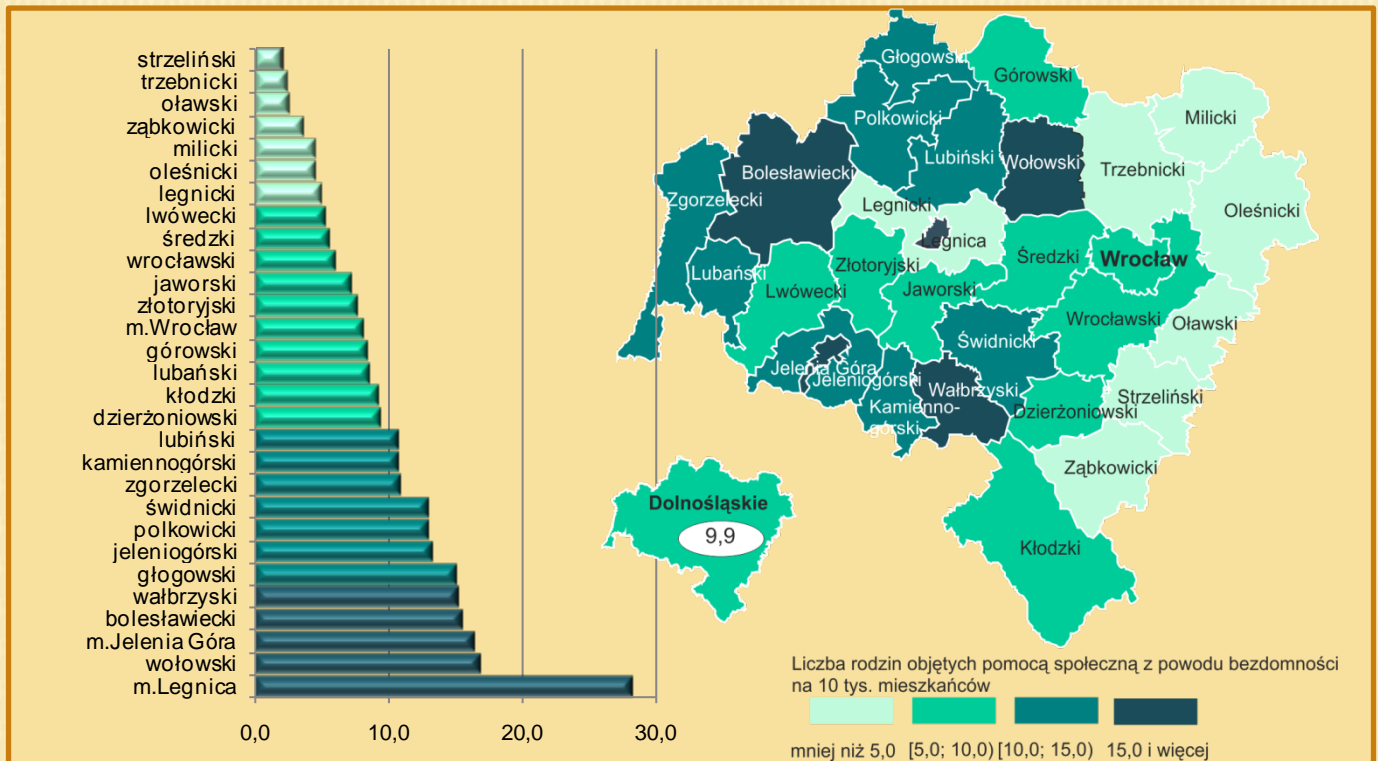 strzeliński
trzebnicki
oławski
ząbkowicki
milicki
oleśnicki
legnicki
lwówecki
średzki
wrocławski
jaworski
złotoryjski
m.Wrocław
górowski
lubański
kłodzki
dzierżoniowski
lubiński
kamiennogórski
zgorzelecki
świdnicki
polkowicki
jeleniogórski
głogowski
wałbrzyski
bolesławiecki
m.Jelenia Góra
wołowski
m.Legnica
0,0 10,0 20,0 30,0
Głogowski
Górowski
Milicki
Polkowicki
Lubiński
Wołowski
Trzebnicki
Bolesławiecki
Zgorzelecki
Legnicki
Oleśnicki
Legnica
Średzki
Wrocław
Złotoryjski
Lubański
Lwówecki
Jaworski
Wrocławski
Oławski
Świdnicki
Jelenia Góra
Jeleniogórski
Wałbrzyski
Strzeliński
Kamienno-
górski
Dzierżoniowski
Ząbkowicki
Kłodzki
Dolnośląskie
9,9
Liczba rodzin objętych pomocą społeczną z powodu bezdomności
na 10 tys. mieszkańców
mniej niż 5,0 [5,0; 10,0) [10,0; 15,0) 15,0 i więcej